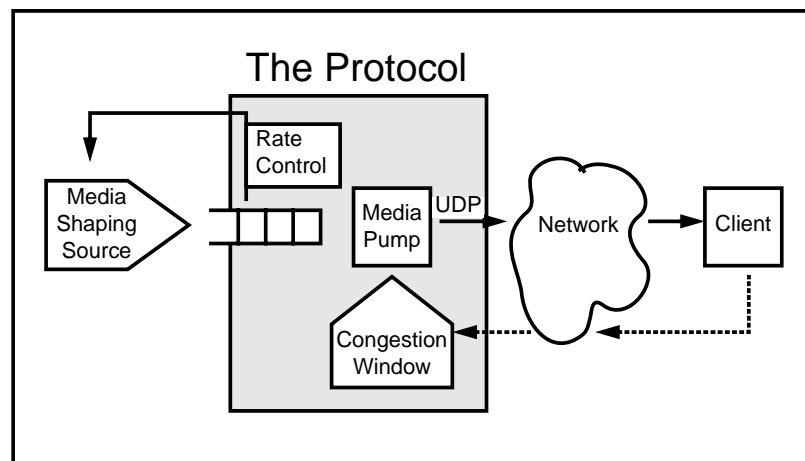 The Protocol
Rate
Control
Media
Shaping
Source
Media
Pump
UDP
Network
Client
Congestion
Window